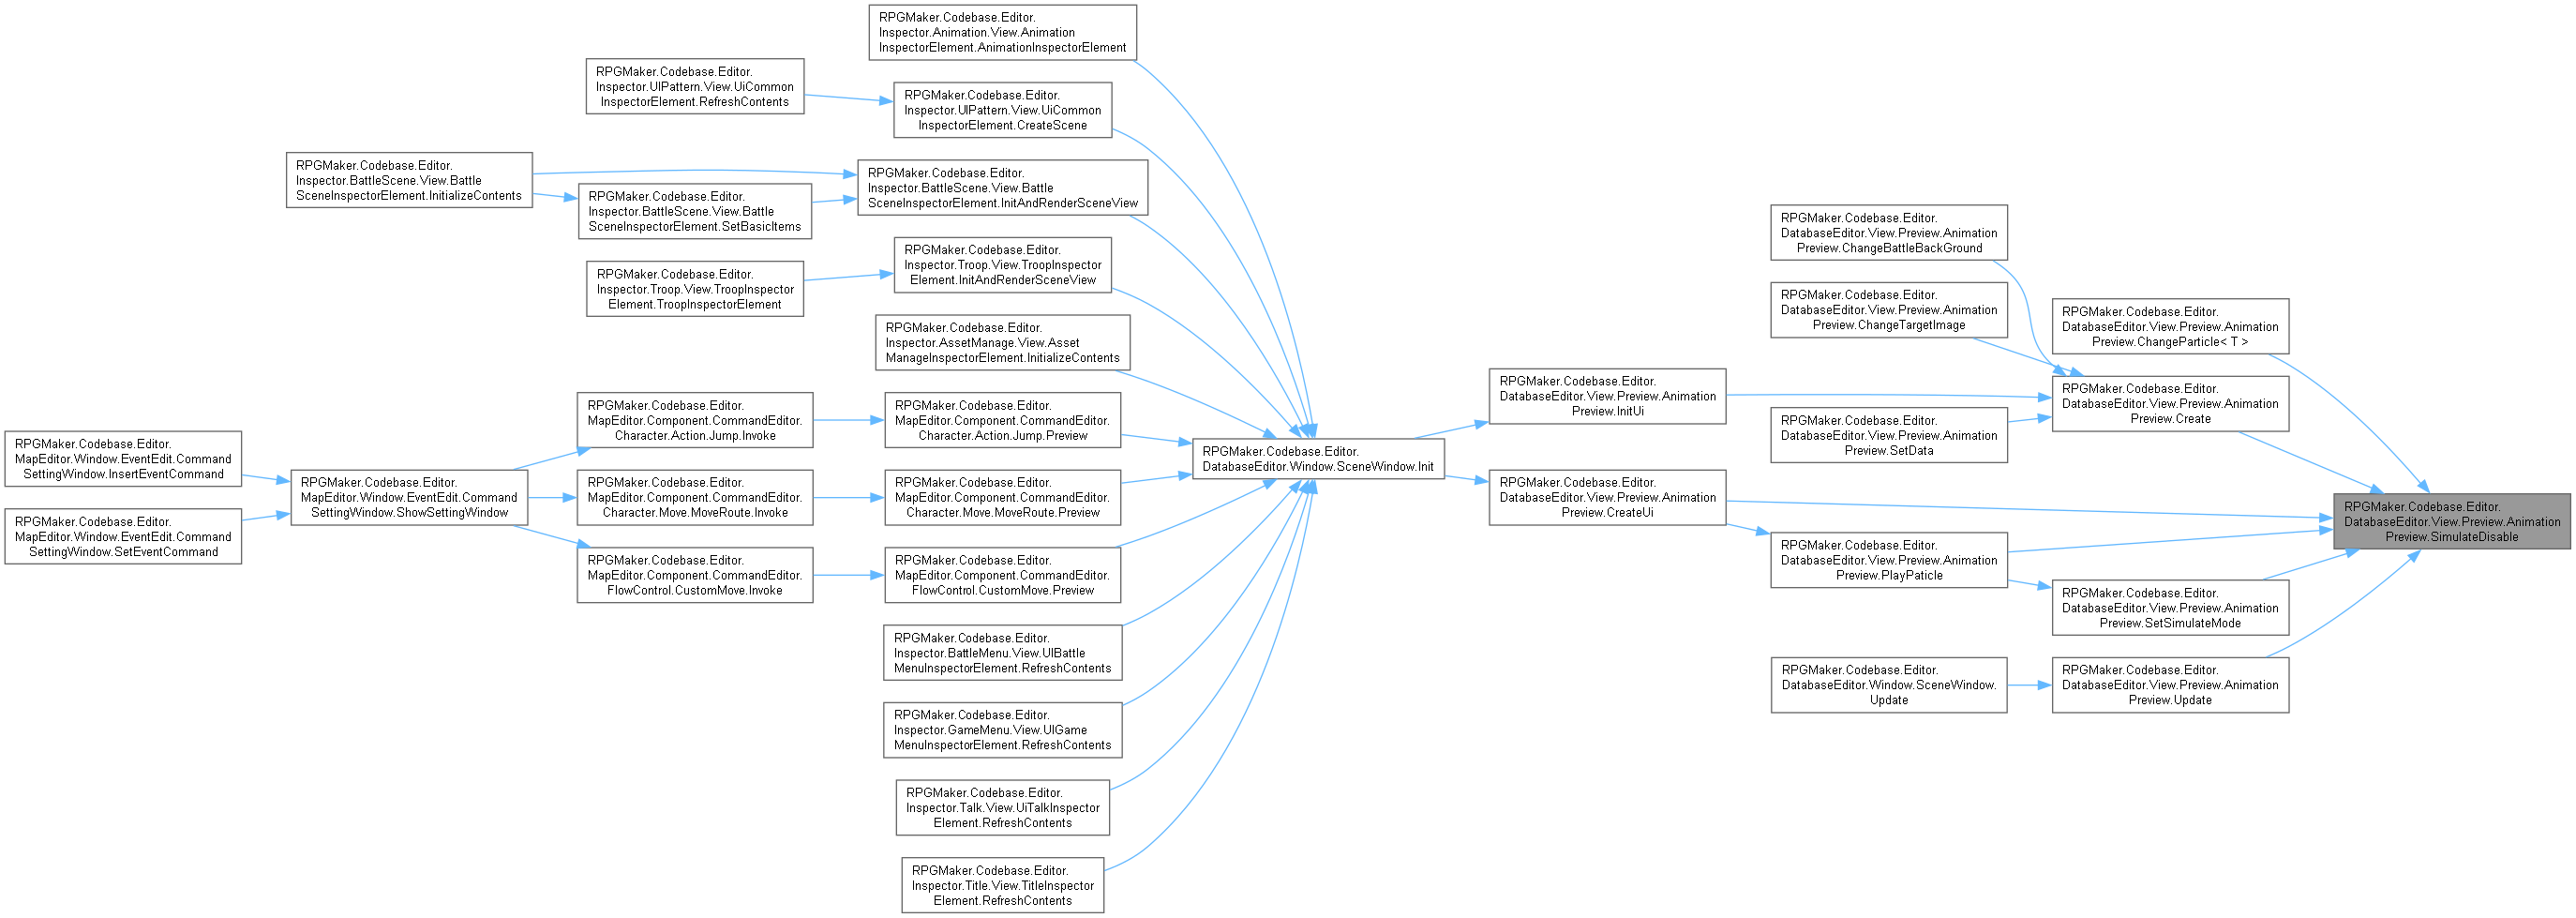 RPGMaker.Codebase.Editor.
Inspector.Animation.View.Animation
InspectorElement.AnimationInspectorElement
RPGMaker.Codebase.Editor.
Inspector.UIPattern.View.UiCommon
InspectorElement.RefreshContents
RPGMaker.Codebase.Editor.
Inspector.UIPattern.View.UiCommon
InspectorElement.CreateScene
RPGMaker.Codebase.Editor.
Inspector.BattleScene.View.Battle
SceneInspectorElement.InitializeContents
RPGMaker.Codebase.Editor.
Inspector.BattleScene.View.Battle
SceneInspectorElement.SetBasicItems
RPGMaker.Codebase.Editor.
Inspector.BattleScene.View.Battle
SceneInspectorElement.InitAndRenderSceneView
RPGMaker.Codebase.Editor.
Inspector.Troop.View.TroopInspector
Element.TroopInspectorElement
RPGMaker.Codebase.Editor.
Inspector.Troop.View.TroopInspector
Element.InitAndRenderSceneView
RPGMaker.Codebase.Editor.
Inspector.AssetManage.View.Asset
ManageInspectorElement.InitializeContents
RPGMaker.Codebase.Editor.
MapEditor.Window.EventEdit.Command
SettingWindow.InsertEventCommand
RPGMaker.Codebase.Editor.
MapEditor.Window.EventEdit.Command
SettingWindow.SetEventCommand
RPGMaker.Codebase.Editor.
MapEditor.Window.EventEdit.Command
SettingWindow.ShowSettingWindow
RPGMaker.Codebase.Editor.
MapEditor.Component.CommandEditor.
Character.Action.Jump.Invoke
RPGMaker.Codebase.Editor.
MapEditor.Component.CommandEditor.
Character.Move.MoveRoute.Invoke
RPGMaker.Codebase.Editor.
MapEditor.Component.CommandEditor.
FlowControl.CustomMove.Invoke
RPGMaker.Codebase.Editor.
MapEditor.Component.CommandEditor.
Character.Action.Jump.Preview
RPGMaker.Codebase.Editor.
MapEditor.Component.CommandEditor.
Character.Move.MoveRoute.Preview
RPGMaker.Codebase.Editor.
MapEditor.Component.CommandEditor.
FlowControl.CustomMove.Preview
RPGMaker.Codebase.Editor.
Inspector.BattleMenu.View.UIBattle
MenuInspectorElement.RefreshContents
RPGMaker.Codebase.Editor.
Inspector.GameMenu.View.UIGame
MenuInspectorElement.RefreshContents
RPGMaker.Codebase.Editor.
Inspector.Talk.View.UiTalkInspector
Element.RefreshContents
RPGMaker.Codebase.Editor.
Inspector.Title.View.TitleInspector
Element.RefreshContents
RPGMaker.Codebase.Editor.
DatabaseEditor.Window.SceneWindow.Init
RPGMaker.Codebase.Editor.
DatabaseEditor.View.Preview.Animation
Preview.InitUi
RPGMaker.Codebase.Editor.
DatabaseEditor.View.Preview.Animation
Preview.CreateUi
RPGMaker.Codebase.Editor.
DatabaseEditor.View.Preview.Animation
Preview.ChangeBattleBackGround
RPGMaker.Codebase.Editor.
DatabaseEditor.View.Preview.Animation
Preview.ChangeTargetImage
RPGMaker.Codebase.Editor.
DatabaseEditor.View.Preview.Animation
Preview.SetData
RPGMaker.Codebase.Editor.
DatabaseEditor.View.Preview.Animation
Preview.PlayPaticle
RPGMaker.Codebase.Editor.
DatabaseEditor.Window.SceneWindow.
Update
RPGMaker.Codebase.Editor.
DatabaseEditor.View.Preview.Animation
Preview.ChangeParticle< T >
RPGMaker.Codebase.Editor.
DatabaseEditor.View.Preview.Animation
Preview.Create
RPGMaker.Codebase.Editor.
DatabaseEditor.View.Preview.Animation
Preview.SetSimulateMode
RPGMaker.Codebase.Editor.
DatabaseEditor.View.Preview.Animation
Preview.Update
RPGMaker.Codebase.Editor.
DatabaseEditor.View.Preview.Animation
Preview.SimulateDisable